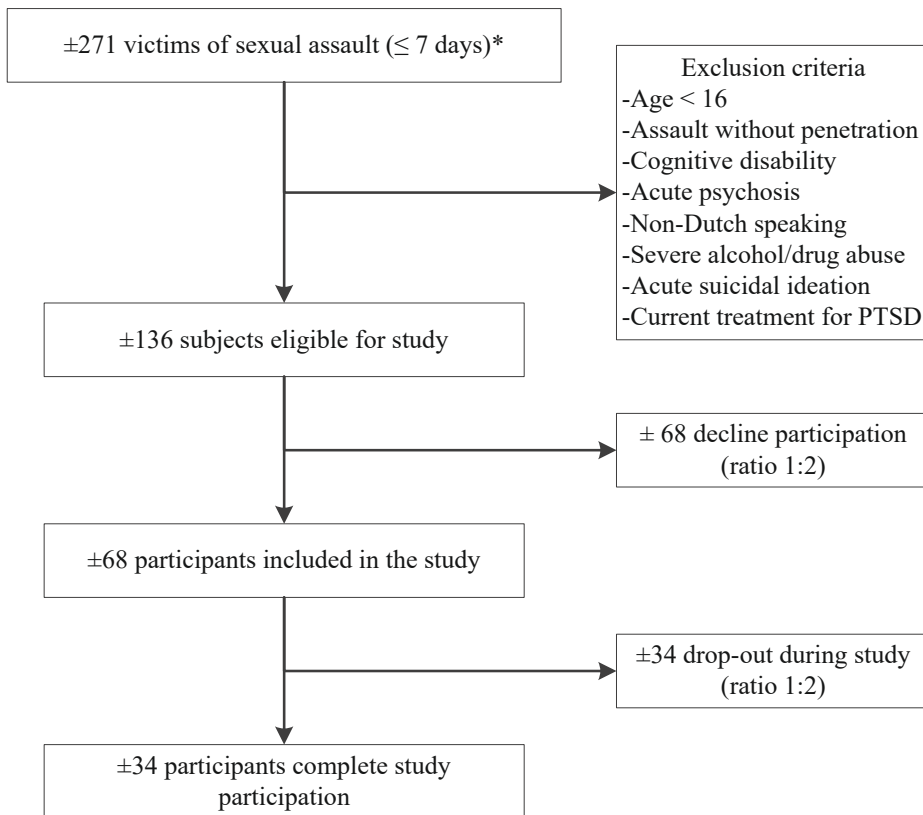 ±271 victims of sexual assault (≤ 7 days)*
Exclusion criteria
-Age < 16
-Assault without penetration
-Cognitive disability
-Acute psychosis
-Non-Dutch speaking
-Severe alcohol/drug abuse
-Acute suicidal ideation
-Current treatment for PTSD
±136 subjects eligible for study
± 68 decline participation
(ratio 1:2)
±68 participants included in the study
±34 drop-out during study
(ratio 1:2)
±34 participants complete study
participation